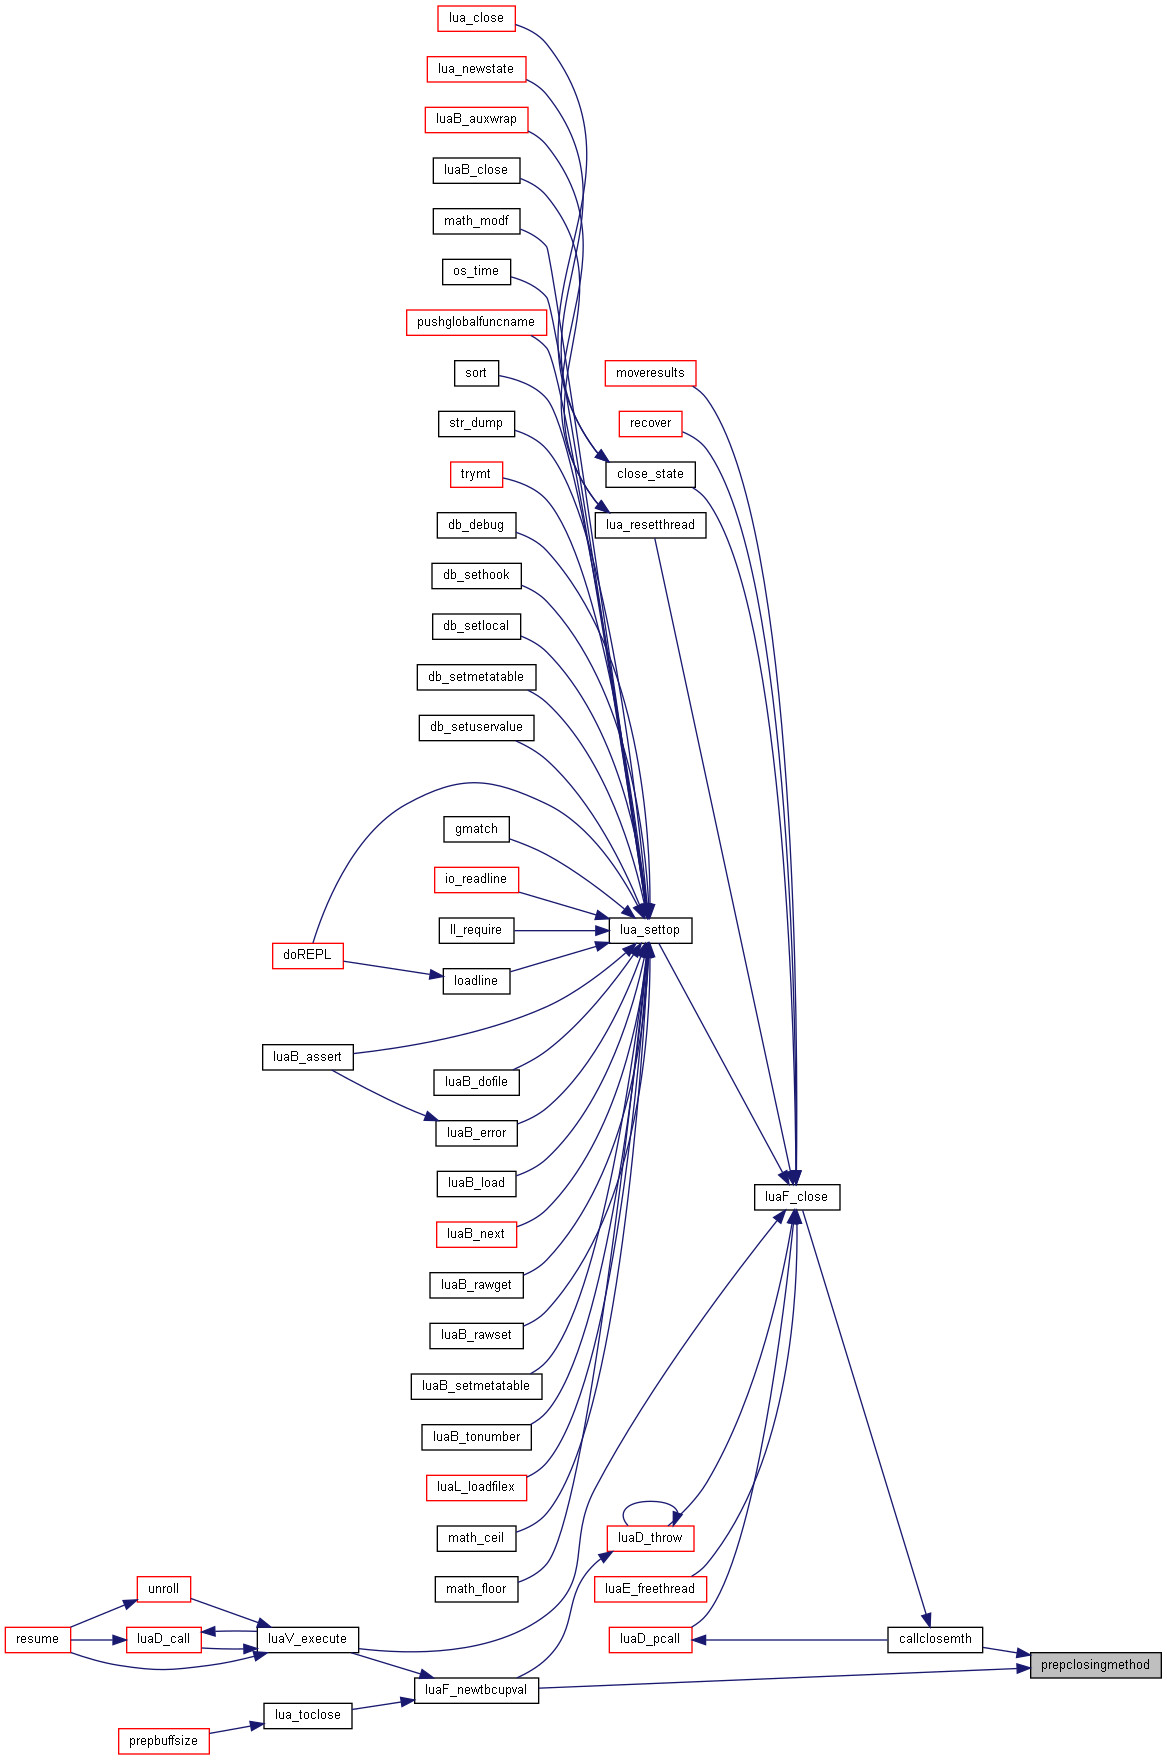 lua_close
lua_newstate
luaB_auxwrap
luaB_close
math_modf
os_time
pushglobalfuncname
sort
moveresults
str_dump
recover
trymt
close_state
db_debug
lua_resetthread
db_sethook
db_setlocal
db_setmetatable
db_setuservalue
gmatch
io_readline
ll_require
lua_settop
doREPL
loadline
luaB_assert
luaB_dofile
luaB_error
luaB_load
luaF_close
luaB_next
luaB_rawget
luaB_rawset
luaB_setmetatable
luaB_tonumber
luaL_loadfilex
math_ceil
luaD_throw
unroll
math_floor
luaE_freethread
resume
luaD_call
luaV_execute
luaD_pcall
callclosemth
prepclosingmethod
luaF_newtbcupval
lua_toclose
prepbuffsize